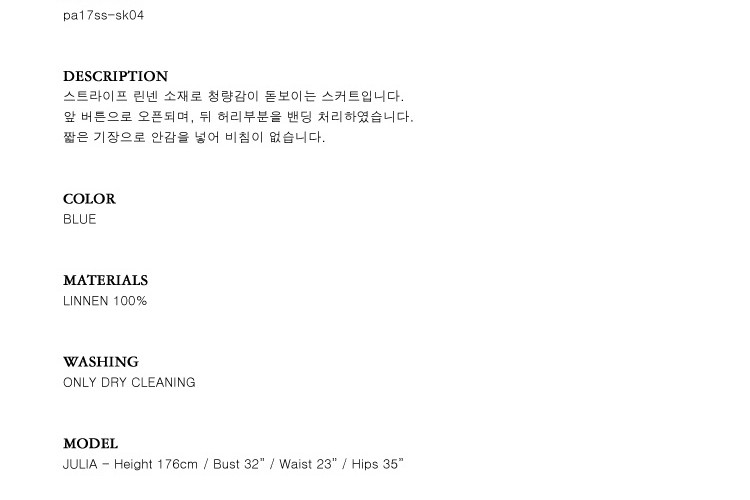 pa17ss-sk04
DESCRIPTION
스트라이프 린넨 소재로 청량감이 돋보이는 스커트입니다.
앞 버튼으로 오픈되며, 뒤 허리부분을 밴딩 처리하였습니다.
짧은 기장으로 안감을 넣어 비침이 없습니다.
COLOR
BLUE
MATERIALS
LINNEN 100%
WASHING
ONLY DRY CLEANING
MODEL
JULIA - Height 176cm / Bust 32” / Waist 23” / Hips 35”